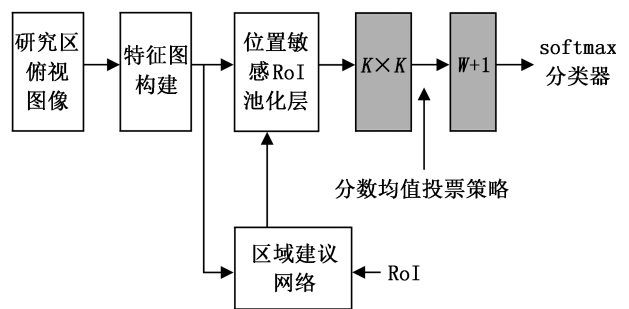 研究区
俯视
图像
特征图
构建
位置敏
感RoI
池化层
K×K
W+1
softmax
分类器
分数均值投票策略
区域建议
网络
RoI